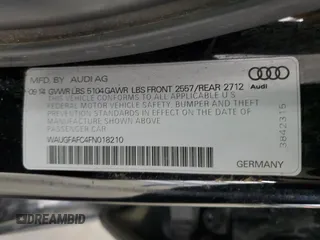 MFD. BY AUDI AG
09.14 GVWR LBS 5104 GAWR LBS FRONT 2557/REAR 2712 Audi
THIS VEHICLE CONFORMS TO ALL APPLICABLE
FEDERAL MOTOR VEHICLE SAFETY, BUMPER AND THEFT
PREVENTION STANDARDS IN EFFECT ON THE DATE OF
MANUFACTURE SHOWN ABOVE.
PASSENGER CAR
WAUGFAFC4FN018210
GERMANY
3842315
DREAMBID